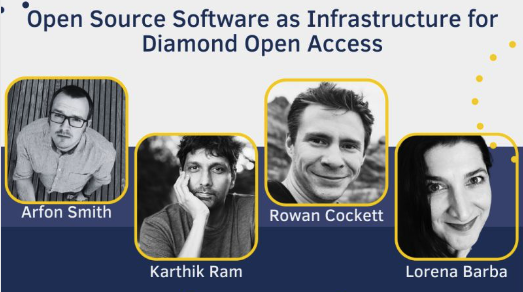 Open Source Software as Infrastructure for
Diamond Open Access
Arfon Smith
Karthik Ram
Rowan Cockett
Lorena Barba